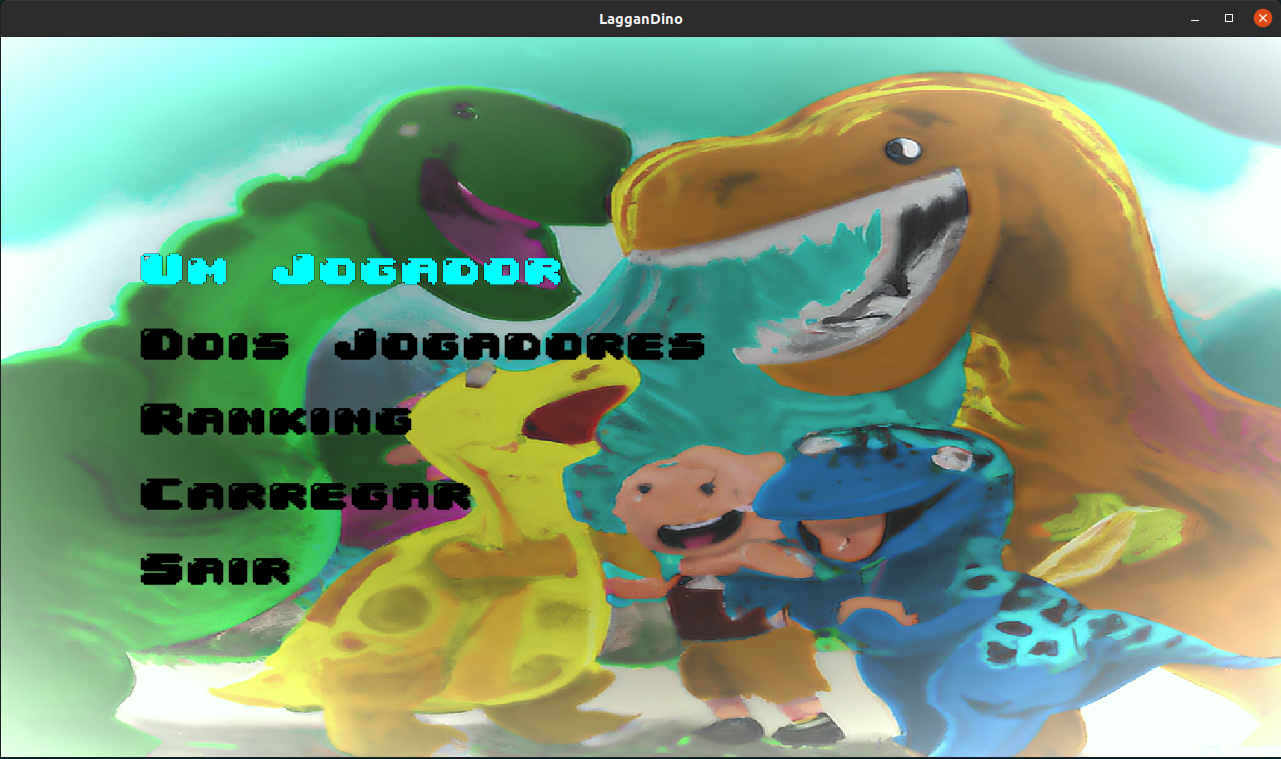 LagganDino
Um Jogador
Dois Jogadores
Ranking
Carregar
Sair